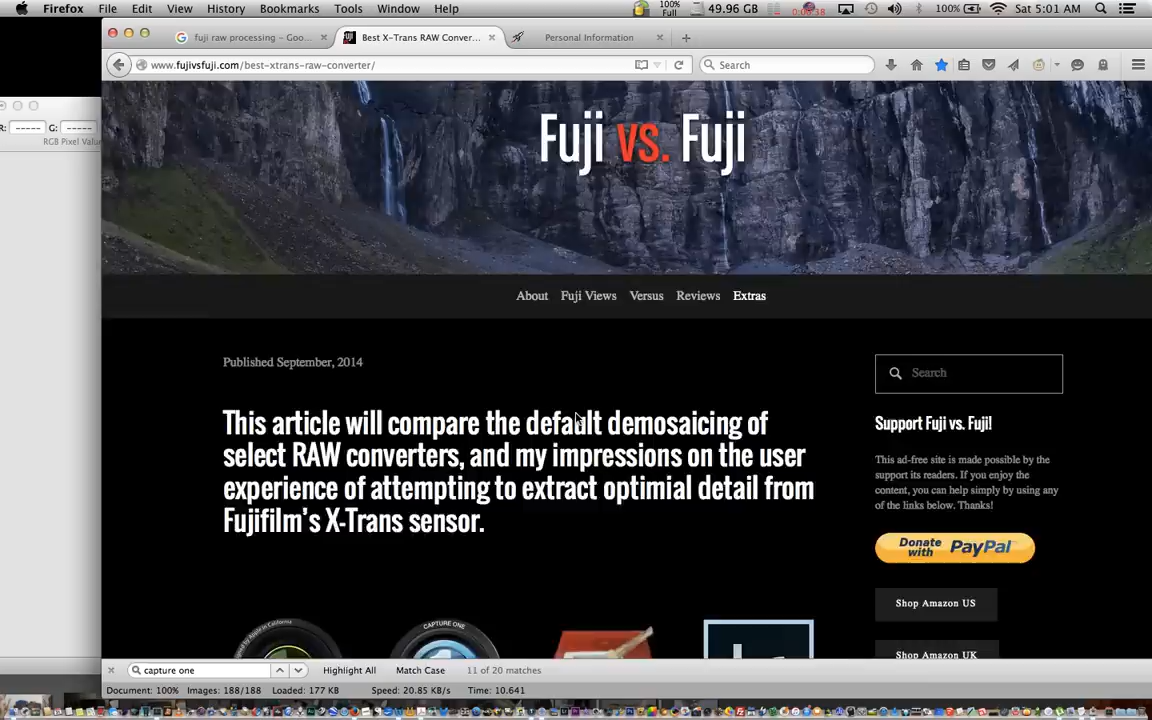 Firefox File Edit View History Bookmarks Tools Window Help 100% Full 49.96 GB 100% Sat 5:01 AM
fuji raw processing – Goo... Best X-Trans RAW Conver... Personal Information
www.fujivsfuji.com/best-xtrans-raw-converter/ Search
R: ----- G: -----
RGB Pixel Value
Fuji vs. Fuji
About Fuji Views Versus Reviews Extras
Published September, 2014
Search
This article will compare the default demosaicing of
select RAW converters, and my impressions on the user
experience of attempting to extract optimial detail from
Fujifilm's X-Trans sensor.
Support Fuji vs. Fuji!
This ad-free site is made possible by the
support its readers. If you enjoy the
content, you can help simply by using any
of the links below. Thanks!
Donate with PayPal
Shop Amazon US
Shop Amazon UK
CAPTURE ONE
capture one Highlight All Match Case 11 of 20 matches
Document: 100% Images: 188/188 Loaded: 177 KB Speed: 20.85 KB/s Time: 10.641